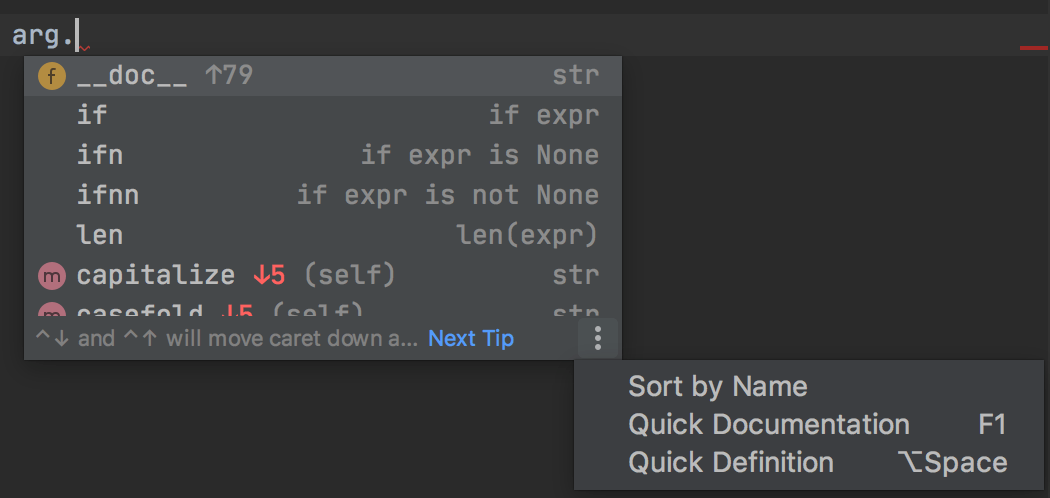 arg.
f __doc__ ↑79 str
if if expr
ifn if expr is None
ifnn if expr is not None
len len(expr)
m capitalize ↓5 (self) str
m casefold ↓5 (self) str
^↓ and ^↑ will move caret down a... Next Tip
Sort by Name
Quick Documentation F1
Quick Definition ⌥Space